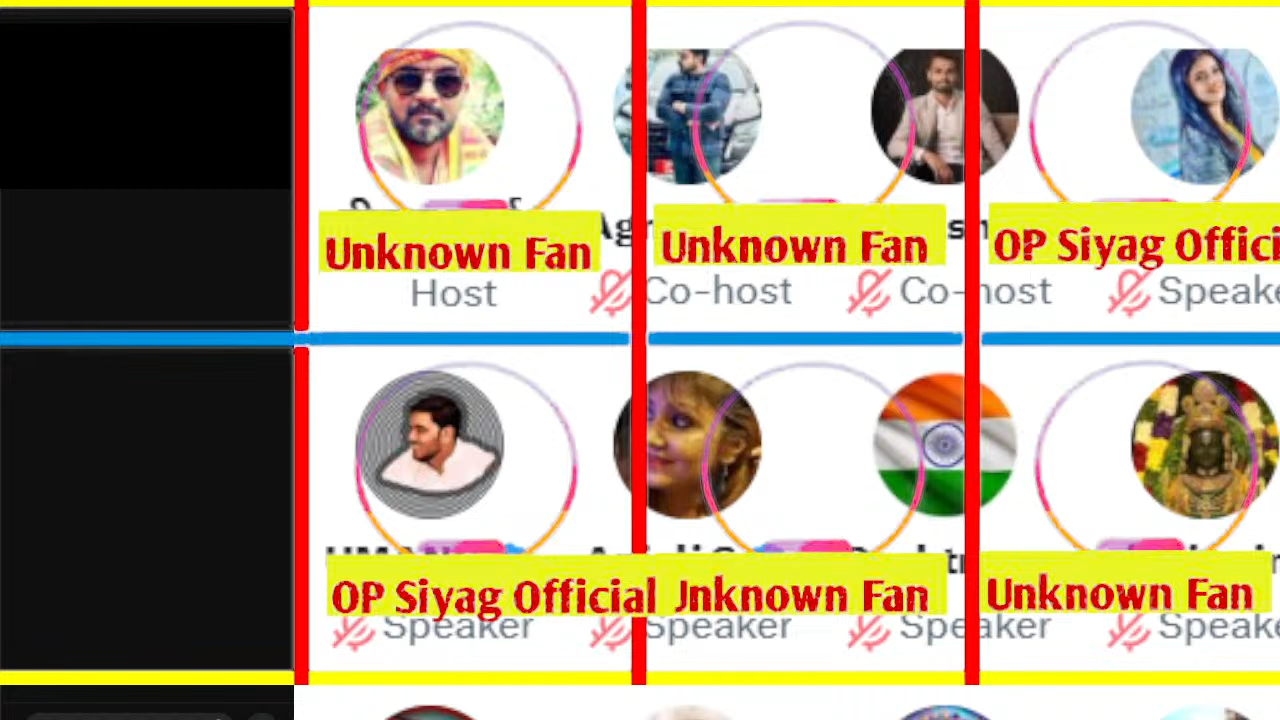 Unknown Fan
Unknown Fan
OP Siyag Offici
Host
Co-host
Co-host
Speake
OP Siyag Official
Jnknown Fan
Unknown Fan
Speaker
Speaker
Speaker
Speake